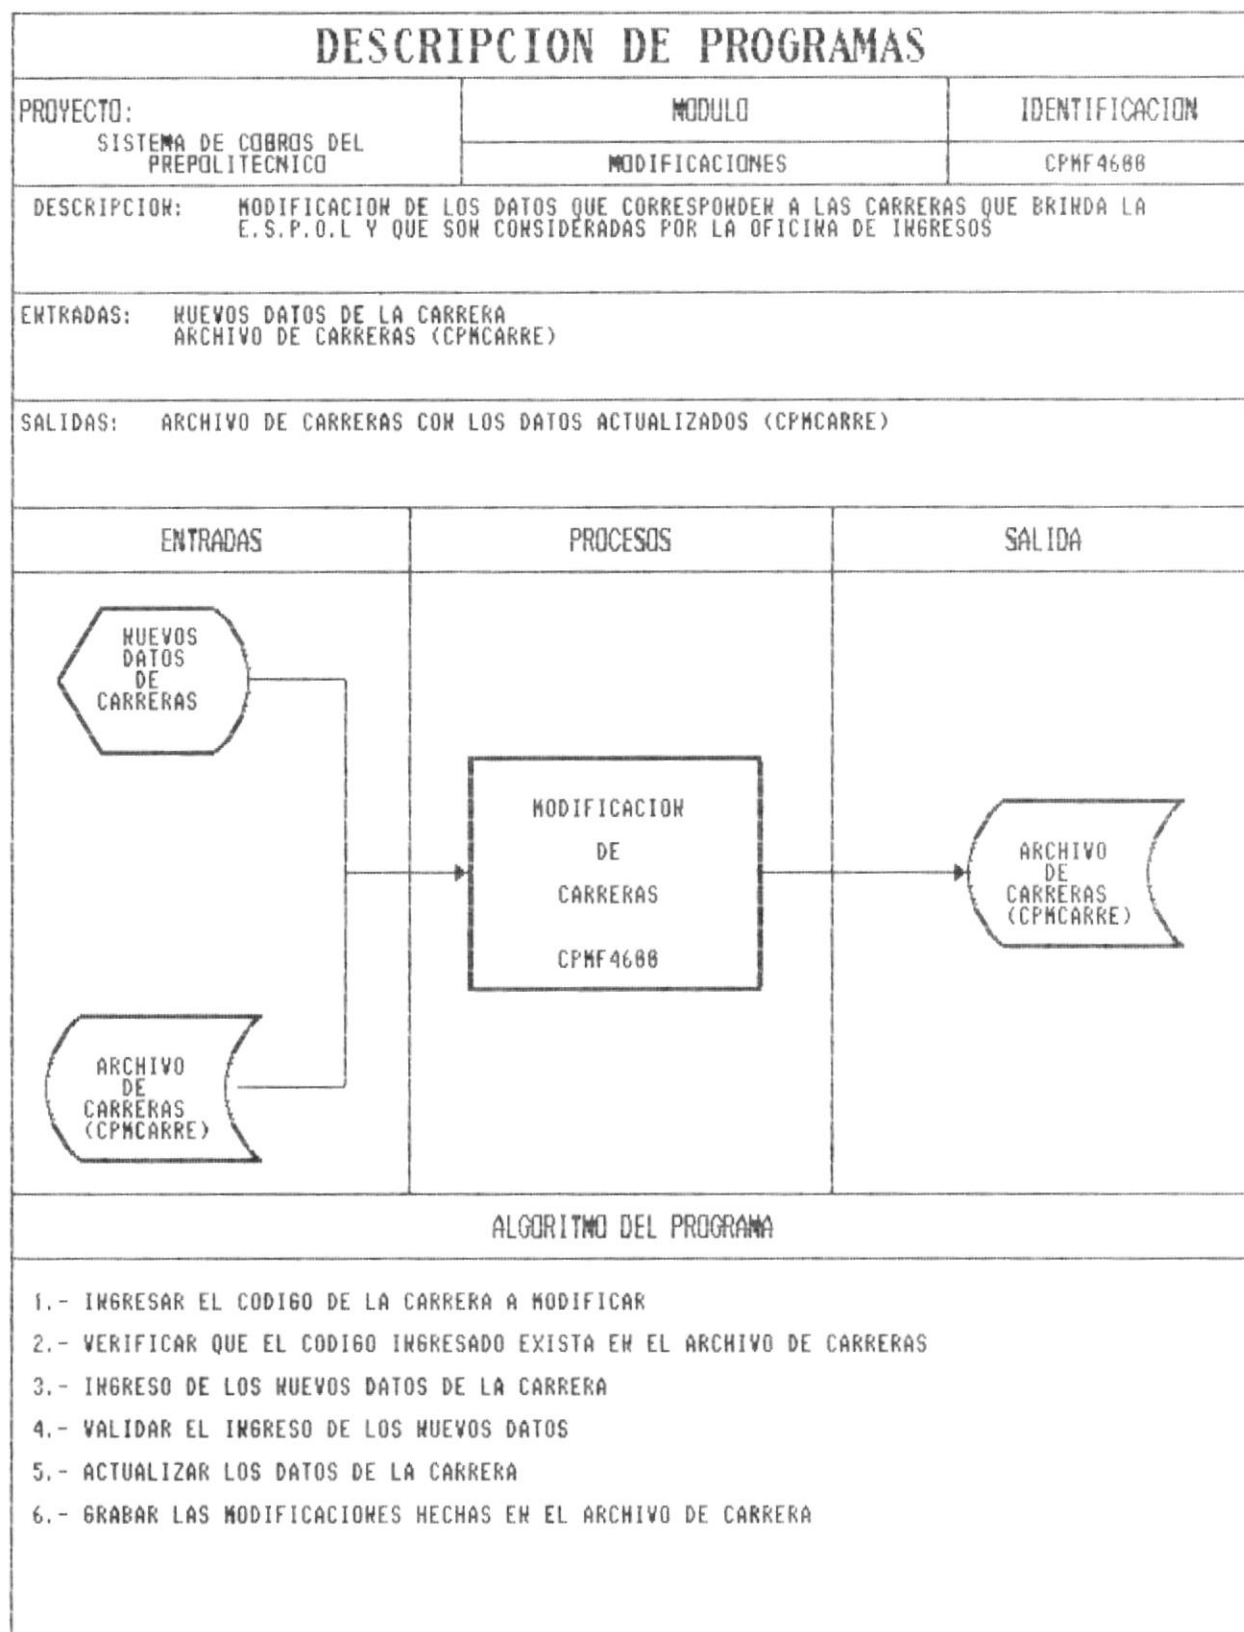 DESCRIPCION DE PROGRAMAS
PROYECTO:
SISTEMA DE COBROS DEL
PREPOLITECNICO
MODULO
IDENTIFICACION
MODIFICACIONES
CPMF4600
DESCRIPCION: MODIFICACION DE LOS DATOS QUE CORRESPONDEN A LAS CARRERAS QUE BRINDA LA
E.S.P.O.L Y QUE SON CONSIDERADAS POR LA OFICINA DE INGRESOS
ENTRADAS: NUEVOS DATOS DE LA CARRERA
ARCHIVO DE CARRERAS (CPMCARRE)
SALIDAS: ARCHIVO DE CARRERAS CON LOS DATOS ACTUALIZADOS (CPMCARRE)
ENTRADAS
PROCESOS
SALIDA
NUEVOS
DATOS
DE
CARRERAS
MODIFICACION
DE
CARRERAS
CPMF4600
ARCHIVO
DE
CARRERAS
(CPMCARRE)
ARCHIVO
DE
CARRERAS
(CPMCARRE)
ALGORITMO DEL PROGRAMA
1.- INGRESAR EL CODIGO DE LA CARRERA A MODIFICAR
2.- VERIFICAR QUE EL CODIGO INGRESADO EXISTA EN EL ARCHIVO DE CARRERAS
3.- INGRESO DE LOS NUEVOS DATOS DE LA CARRERA
4.- VALIDAR EL INGRESO DE LOS NUEVOS DATOS
5.- ACTUALIZAR LOS DATOS DE LA CARRERA
6.- GRABAR LAS MODIFICACIONES HECHAS EN EL ARCHIVO DE CARRERA